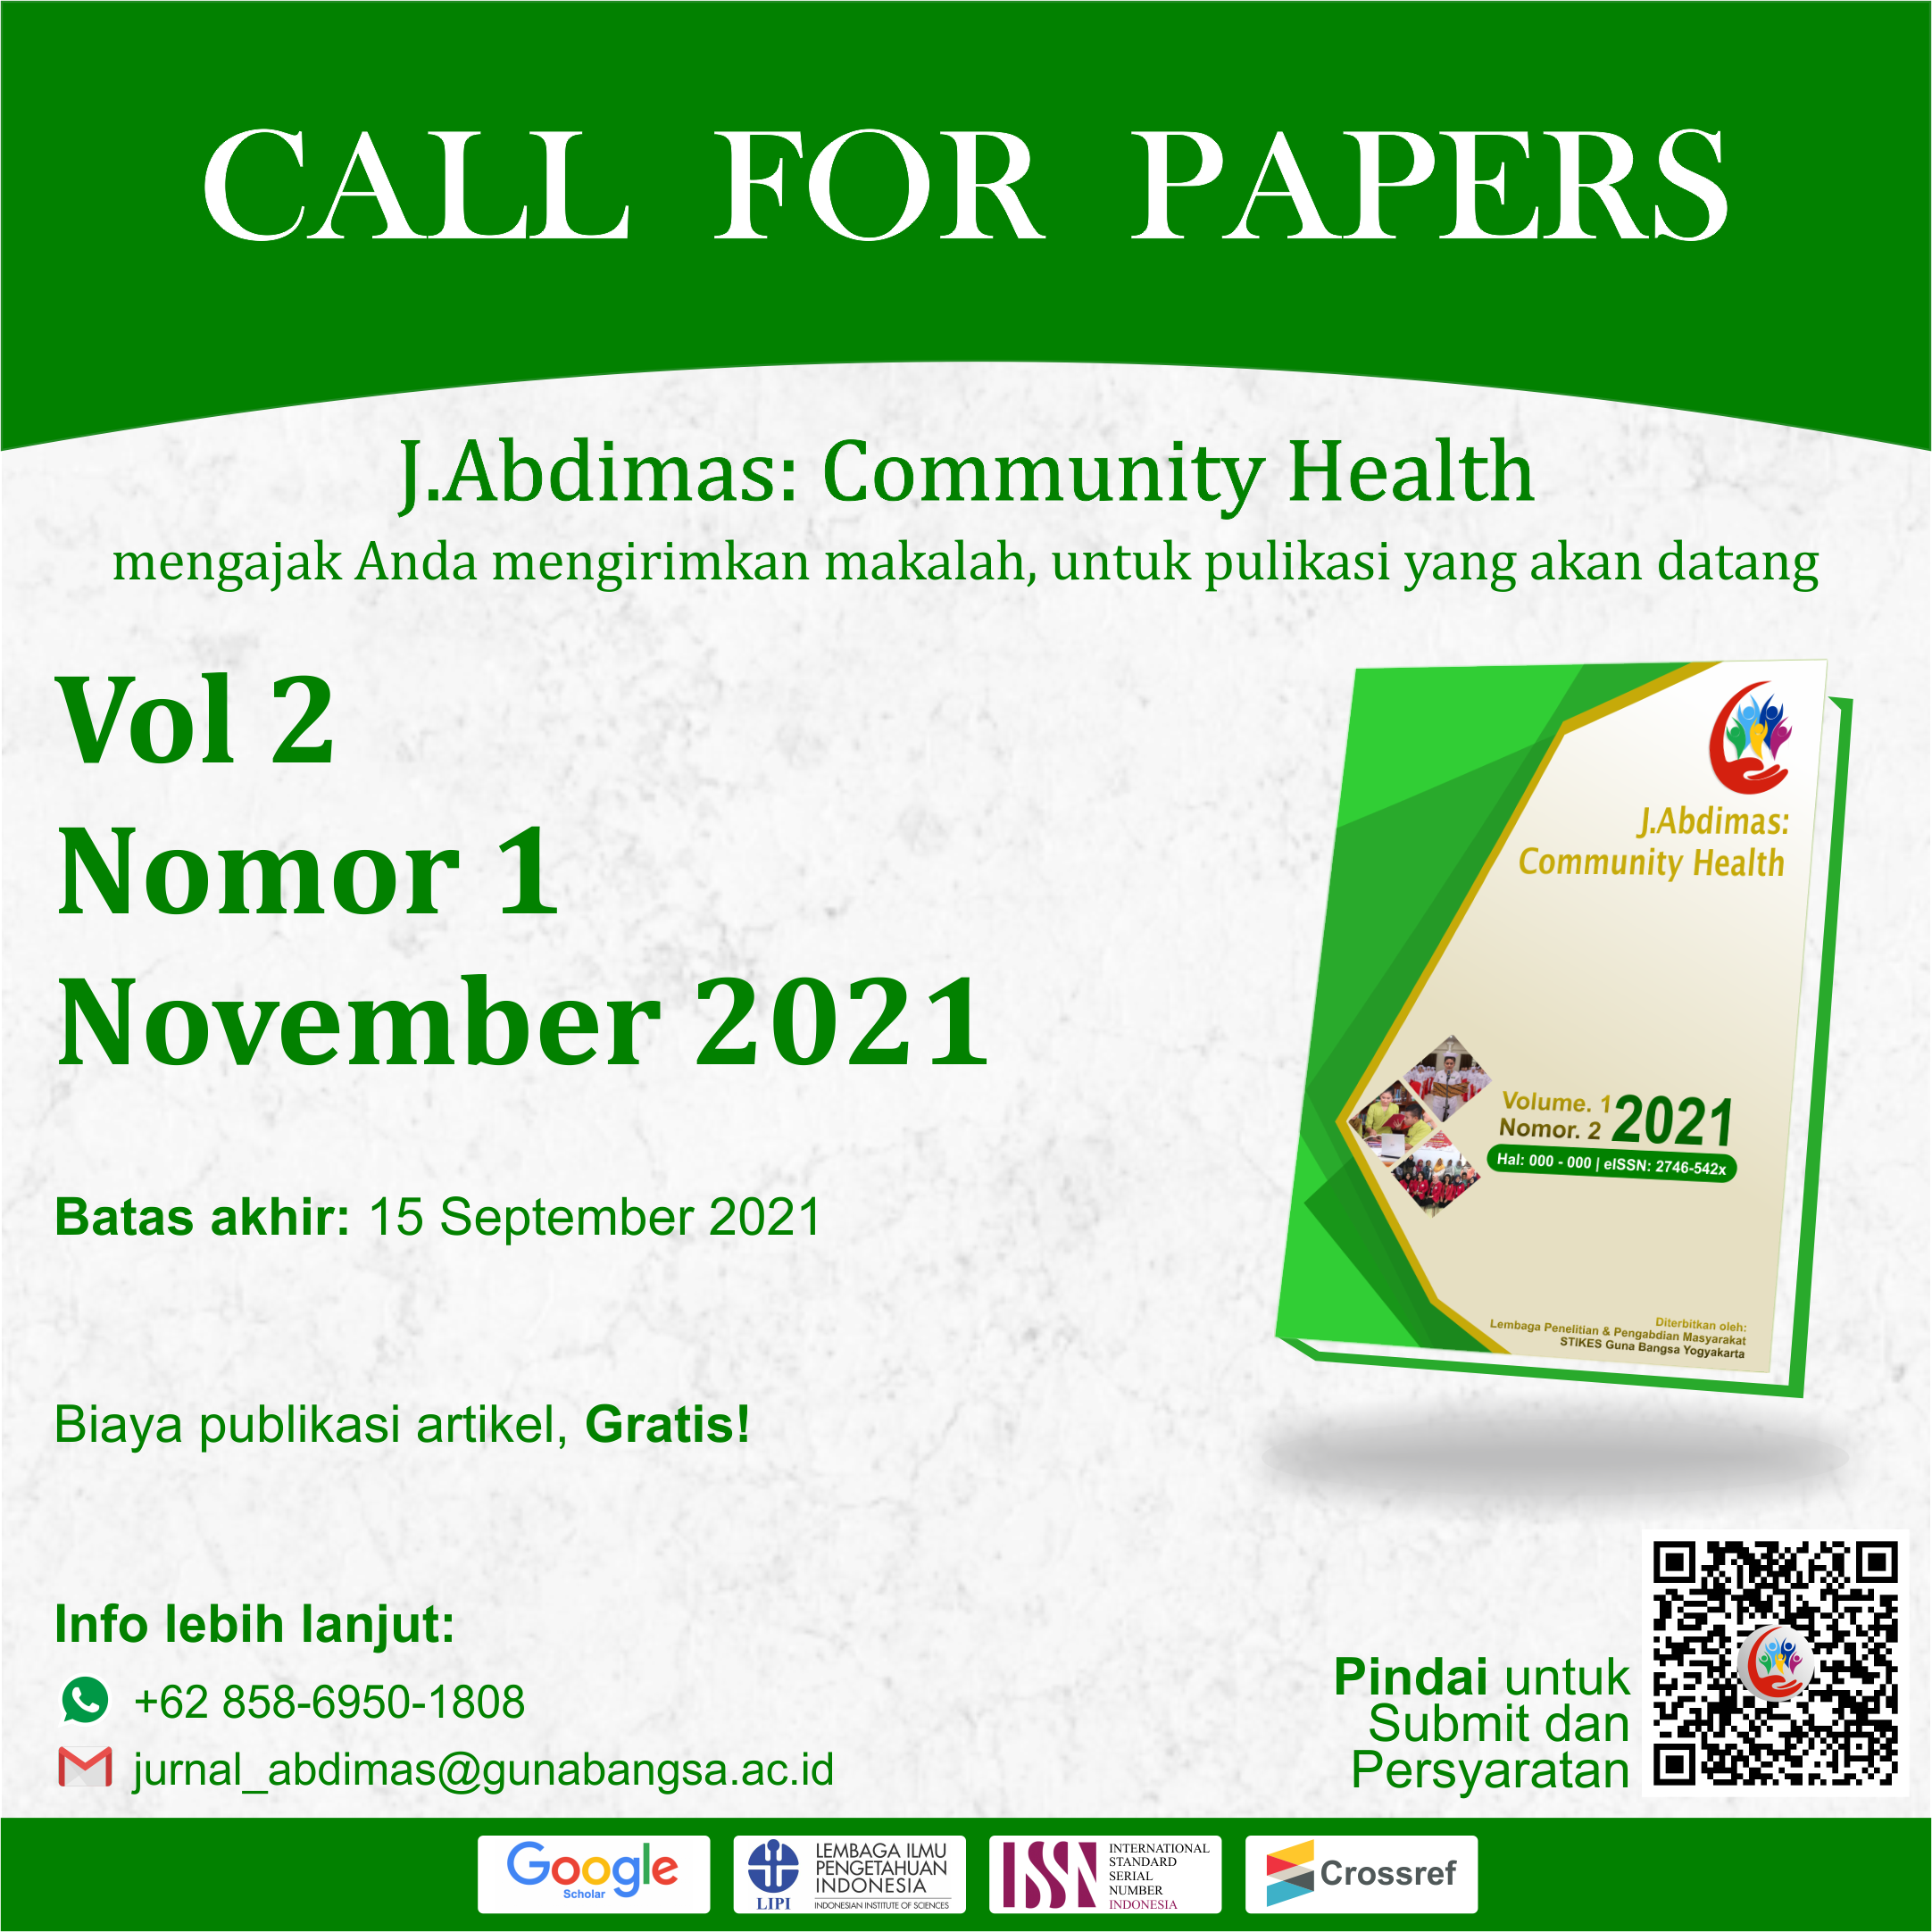 CALL FOR PAPERS
J.Abdimas: Community Health
mengajak Anda mengirimkan makalah, untuk pulikasi yang akan datang
Vol 2
Nomor 1
November 2021
Batas akhir: 15 September 2021
Biaya publikasi artikel, Gratis!
J.Abdimas:
Community Health
Volume. 1
Nomor. 2
2021
Hal: 000 - 000 | eISSN: 2746-542x
Diterbitkan oleh:
Lembaga Penelitian & Pengabdian Masyarakat
STIKES Guna Bangsa Yogyakarta
Info lebih lanjut:
+62 858-6950-1808
jurnal_abdimas@gunabangsa.ac.id
Pindai untuk
Submit dan
Persyaratan
Google
Scholar
LIPI
LEMBAGA ILMU
PENGETAHUAN
INDONESIA
INDONESIAN INSTITUTE OF SCIENCES
ISSN
INTERNATIONAL
STANDARD
SERIAL
NUMBER
INDONESIA
Crossref